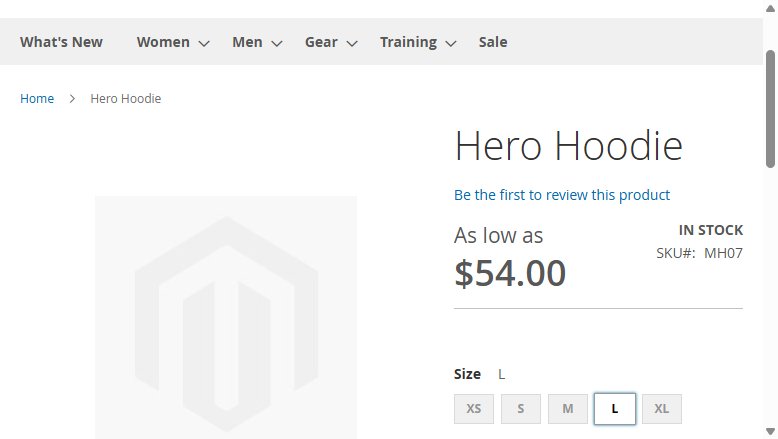 What's New Women Men Gear Training Sale
Home Hero Hoodie
Hero Hoodie
Be the first to review this product
As low as
$54.00
IN STOCK
SKU#: MH07
Size L
XS S M L XL